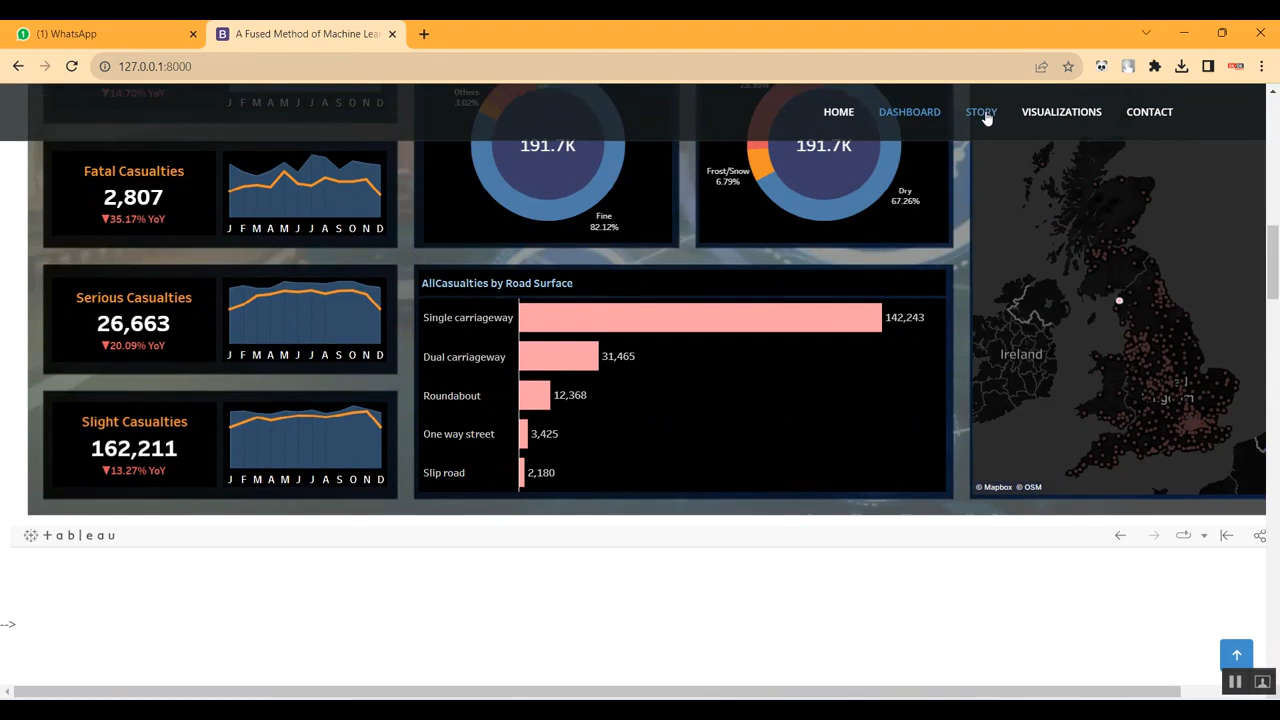 (1) WhatsApp
A Fused Method of Machine Lea
127.0.0.1:8000
HOME DASHBOARD STORY VISUALIZATIONS CONTACT
▼14.70% YoY
J F M A M J J A S O N D
Fatal Casualties
2,807
▼35.17% YoY
J F M A M J J A S O N D
Serious Casualties
26,663
▼20.09% YoY
J F M A M J J A S O N D
Slight Casualties
162,211
▼13.27% YoY
J F M A M J J A S O N D
Others
3.02%
191.7K
Fine
82.12%
191.7K
Frost/Snow
6.79%
Dry
67.26%
AllCasualties by Road Surface
Single carriageway 142,243
Dual carriageway 31,465
Roundabout 12,368
One way street 3,425
Slip road 2,180
Ireland
© Mapbox © OSM
+ a b l e a u
-->